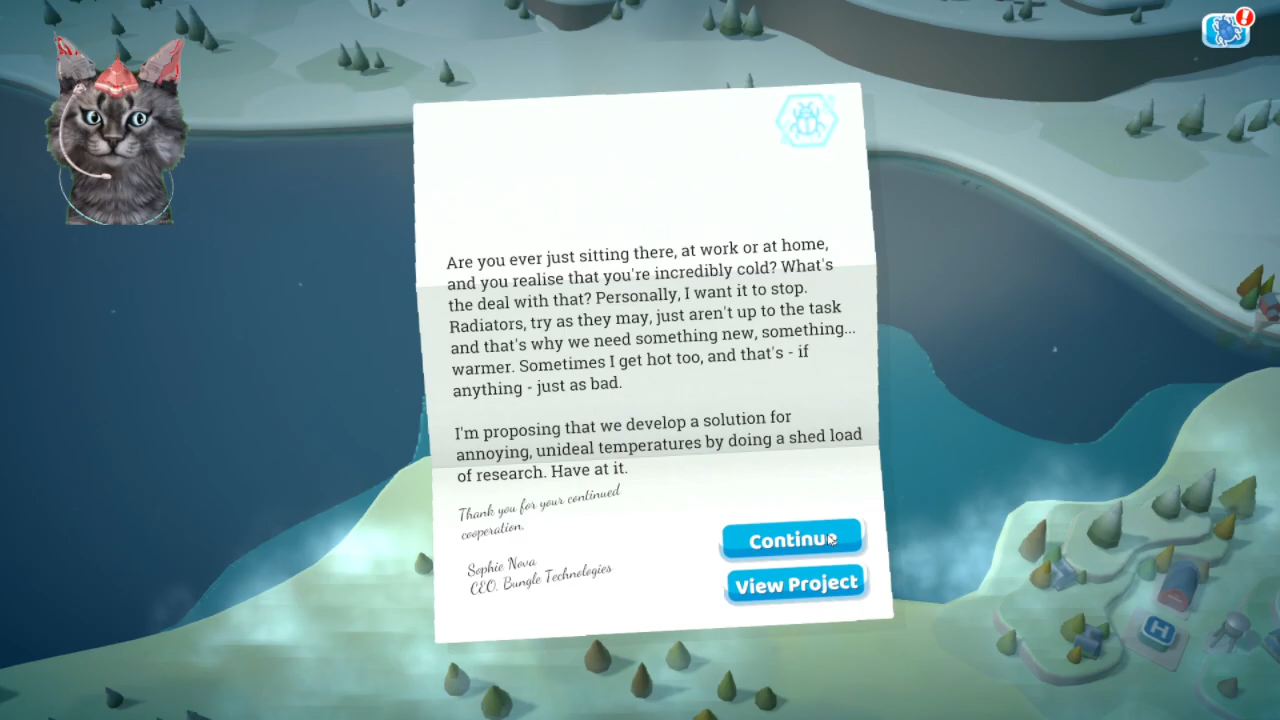 Are you ever just sitting there, at work or at home,
and you realise that you're incredibly cold? What's
the deal with that? Personally, I want it to stop.
Radiators, try as they may, just aren't up to the task
and that's why we need something new, something...
warmer. Sometimes I get hot too, and that's - if
anything - just as bad.
I'm proposing that we develop a solution for
annoying, unideal temperatures by doing a shed load
of research. Have at it.
Thank you for your continued
cooperation.
Sophie Nova
CEO, Bungle Technologies
Continue
View Project
H